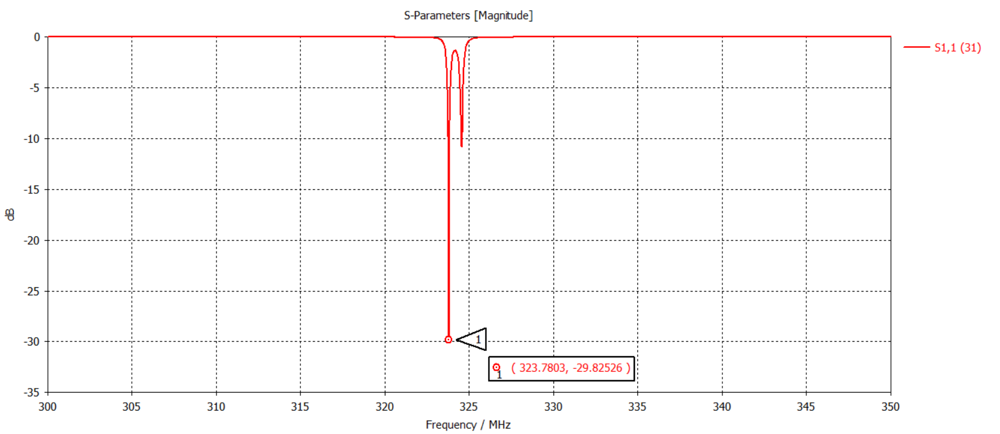 S-Parameters [Magnitude]
S1,1 (31)
0
-5
-10
-15
-20
-25
-30
-35
dB
1
1 ( 323.7803, -29.82526 )
300 305 310 315 320 325 330 335 340 345 350
Frequency / MHz